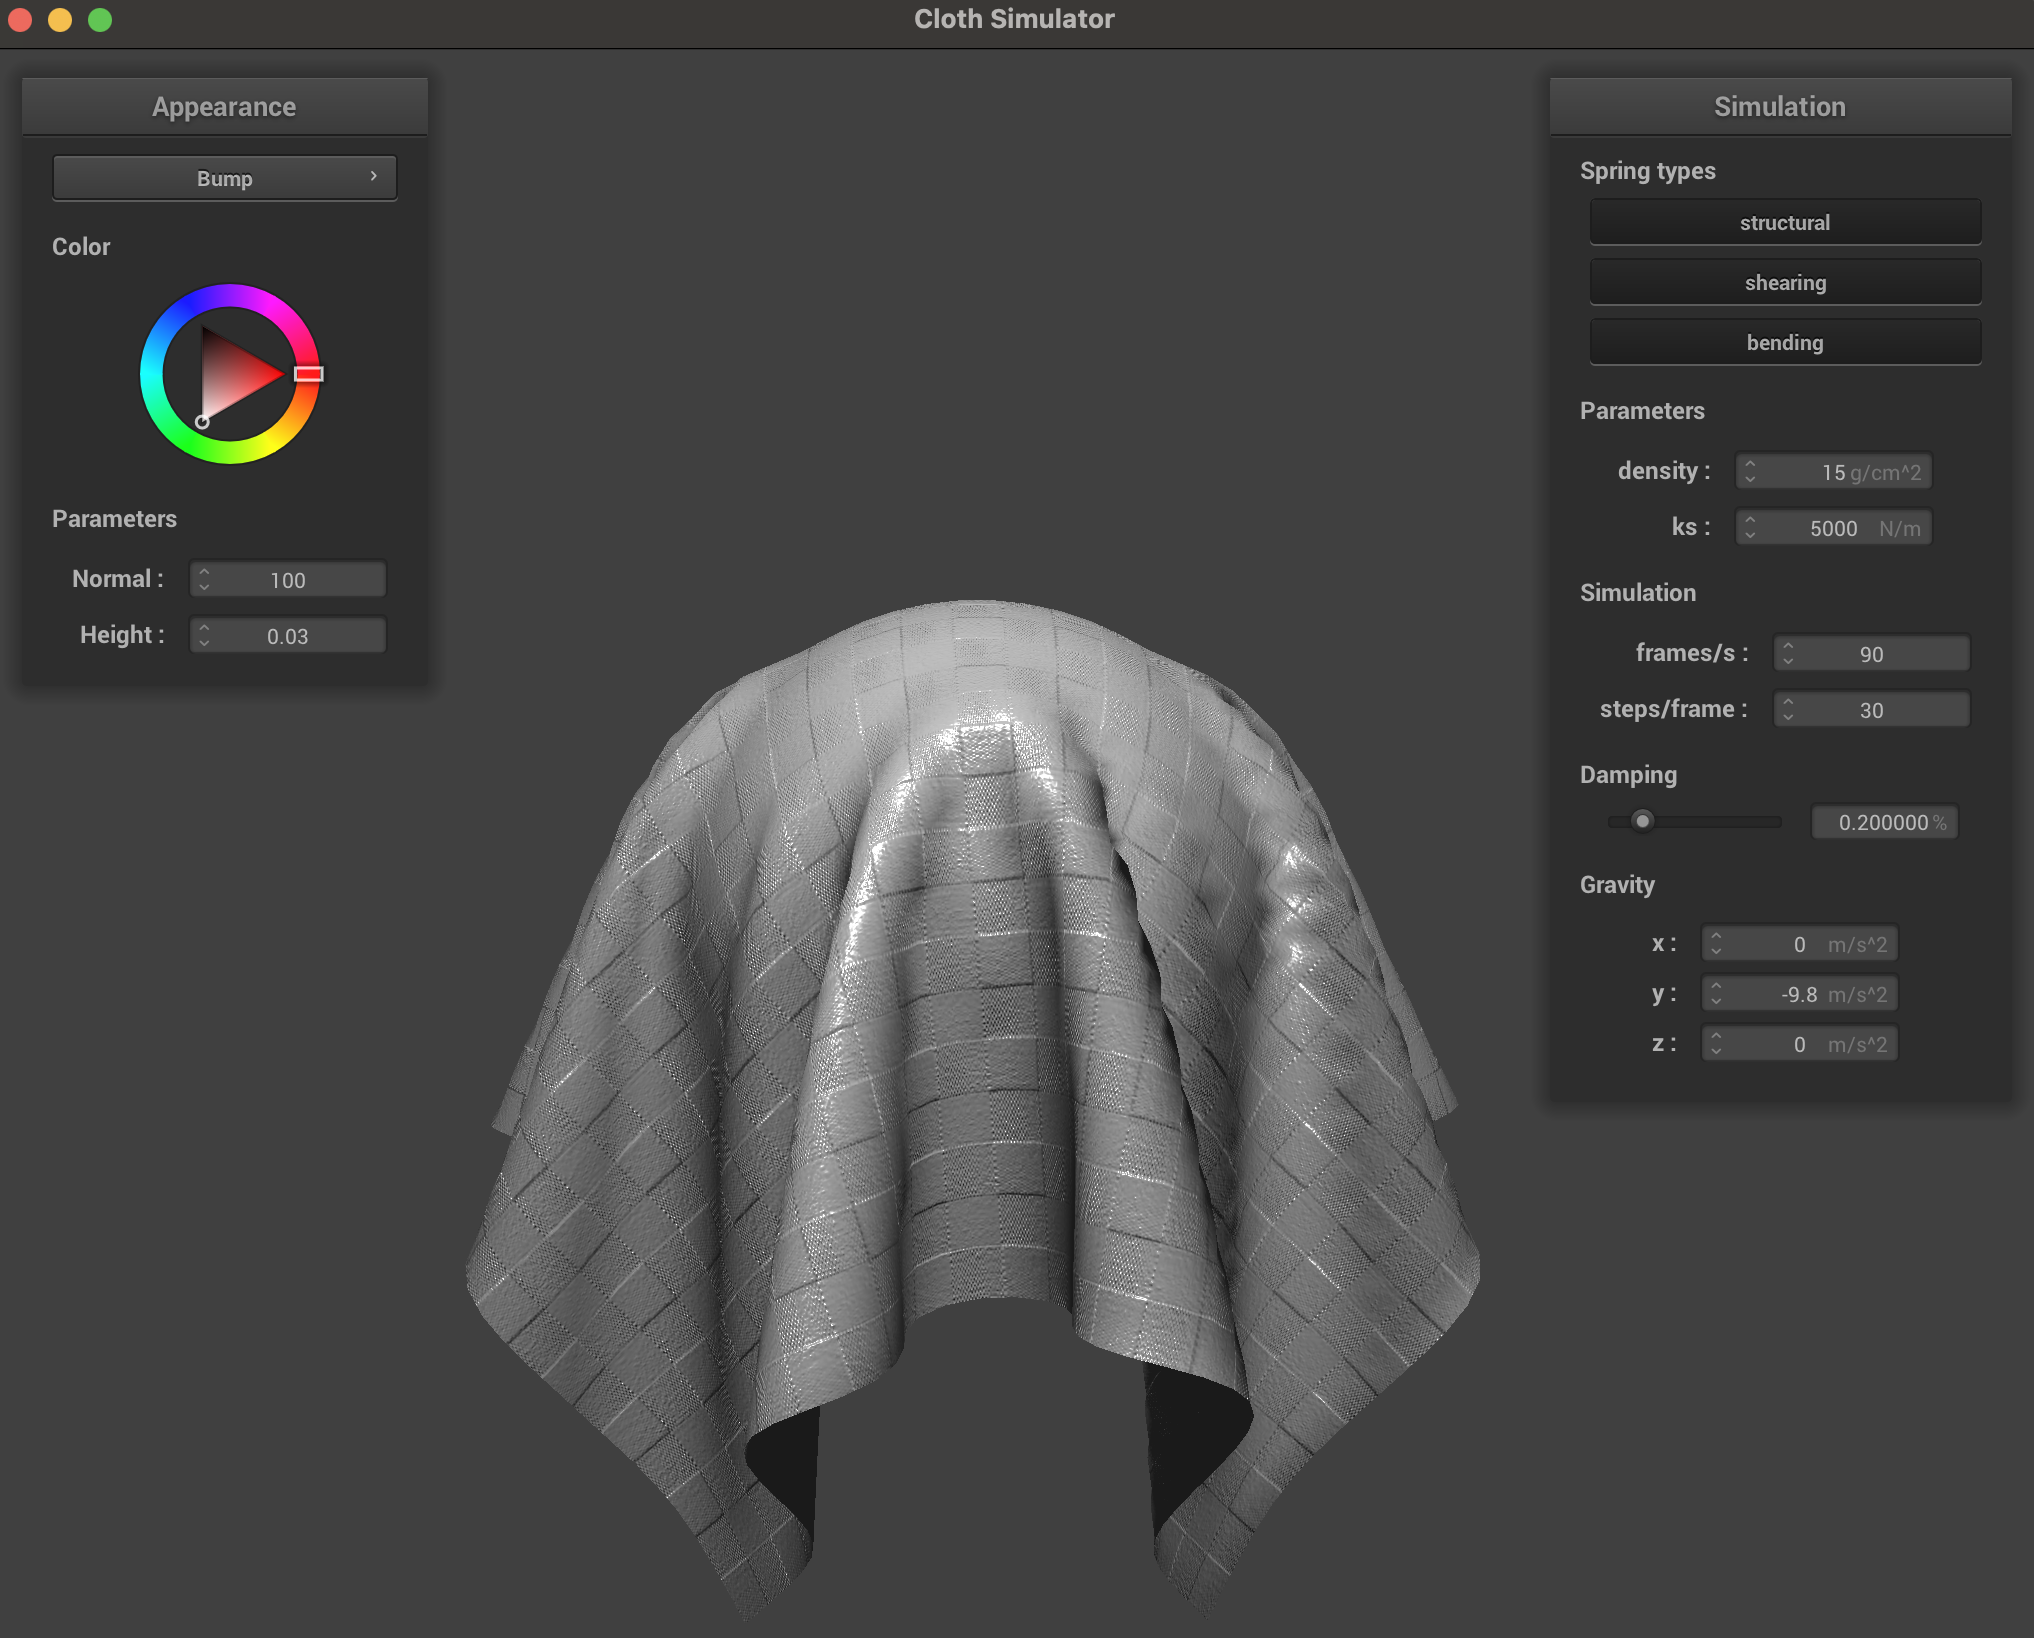 Cloth Simulator
Appearance
Bump
Color
Parameters
Normal : 100
Height : 0.03
Simulation
Spring types
structural
shearing
bending
Parameters
density : 15 g/cm^2
ks : 5000 N/m
Simulation
frames/s : 90
steps/frame : 30
Damping
0.200000 %
Gravity
x : 0 m/s^2
y : -9.8 m/s^2
z : 0 m/s^2